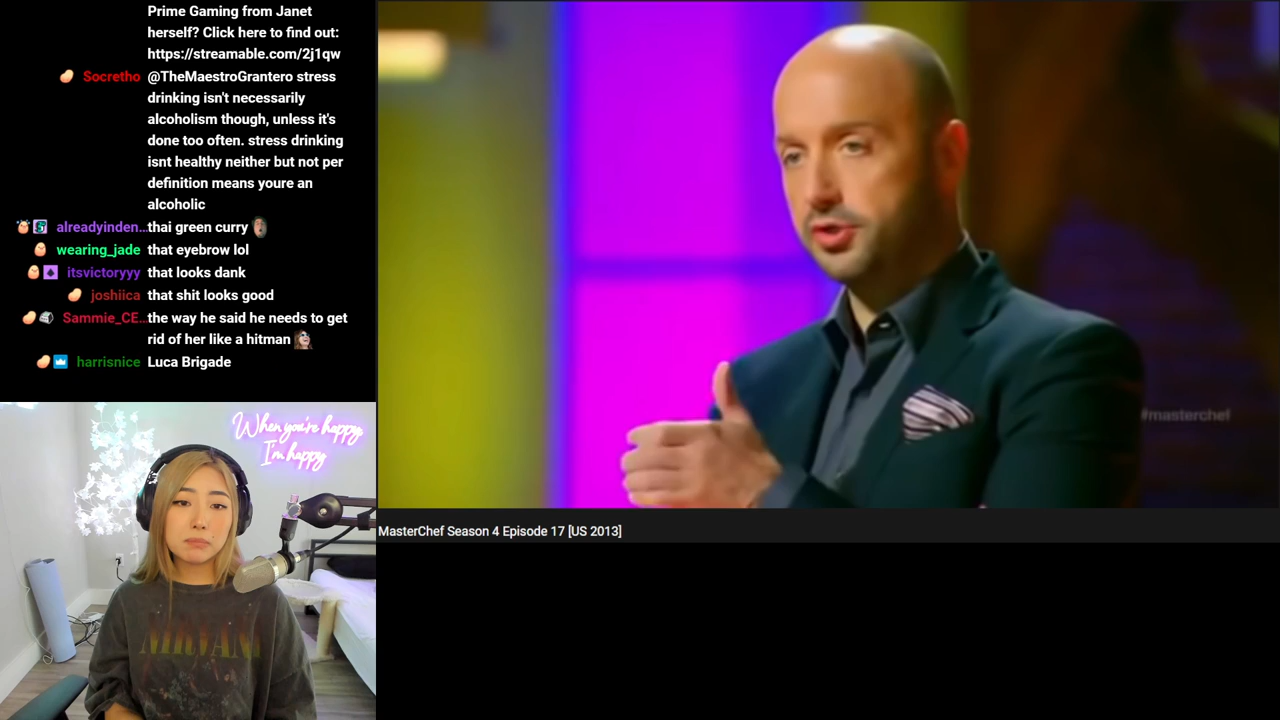 Prime Gaming from Janet
herself? Click here to find out:
https://streamable.com/2j1qw
Socretho @TheMaestroGrantero stress
drinking isn't necessarily
alcoholism though, unless it's
done too often. stress drinking
isnt healthy neither but not per
definition means youre an
alcoholic
alreadyinden... thai green curry
wearing_jade that eyebrow lol
itsvictoryyy that looks dank
joshiica that shit looks good
Sammie_CE... the way he said he needs to get
rid of her like a hitman
harrisnice Luca Brigade
#masterchef
MasterChef Season 4 Episode 17 [US 2013]
When you're happy
I'm happy
NIRVANA